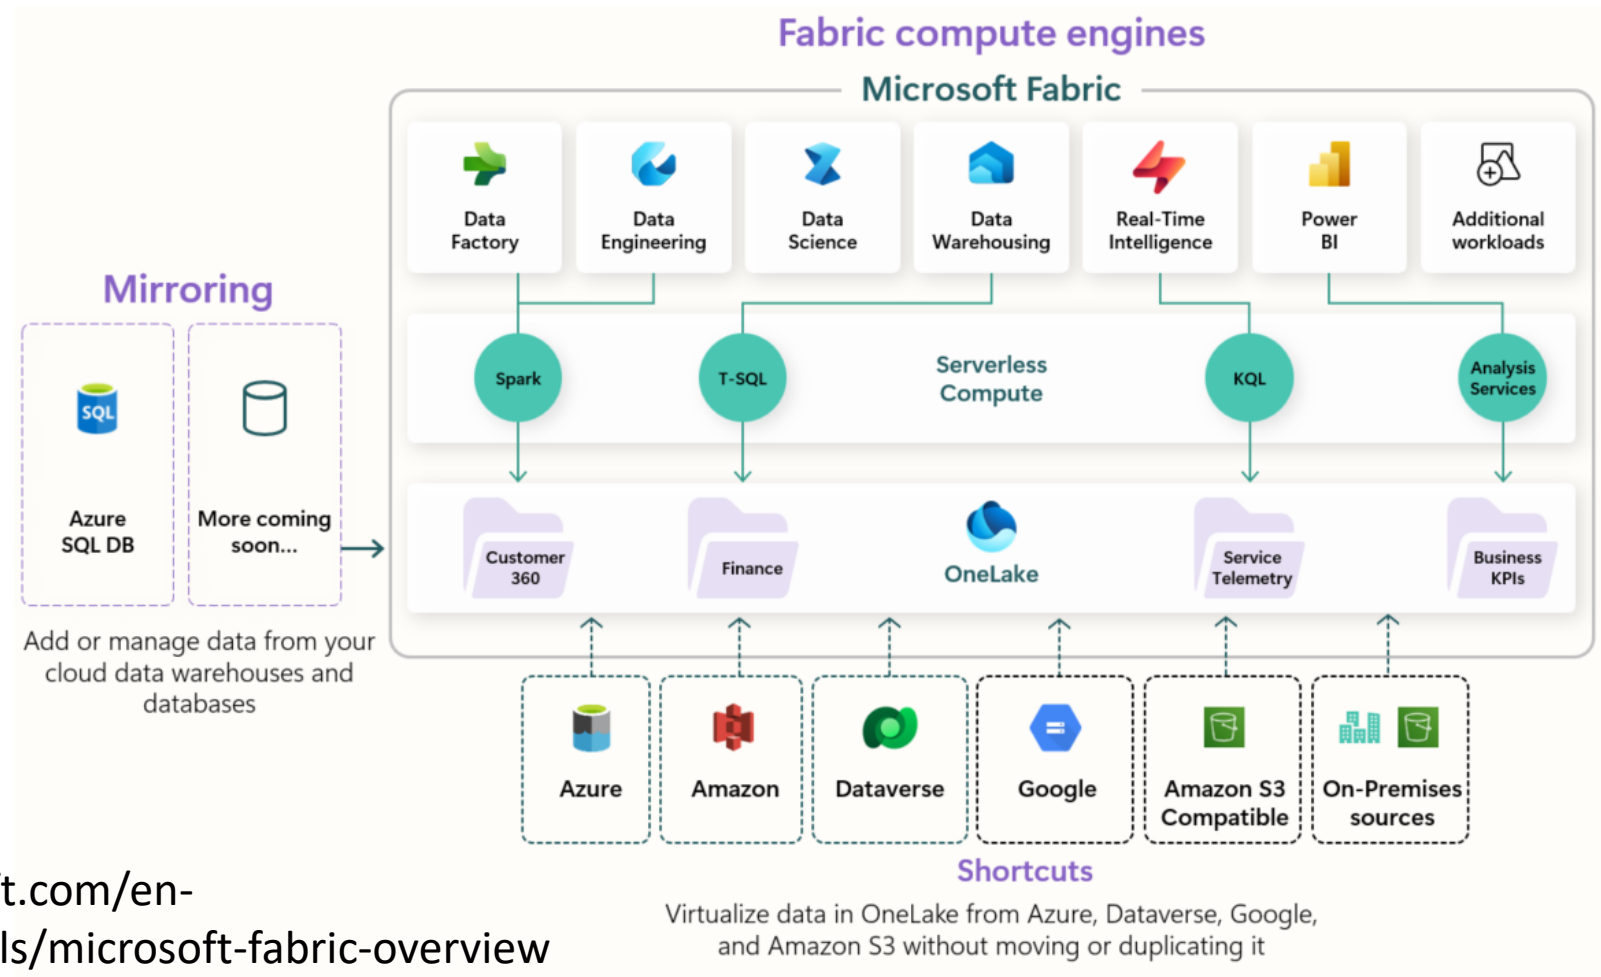 Fabric compute engines
Microsoft Fabric
Data
Factory
Data
Engineering
Data
Science
Data
Warehousing
Real-Time
Intelligence
Power
BI
Additional
workloads
Mirroring
SQL
Azure
SQL DB
More coming
soon...
Add or manage data from your
cloud data warehouses and
databases
Spark
T-SQL
Serverless
Compute
KQL
Analysis
Services
Customer
360
Finance
OneLake
Service
Telemetry
Business
KPIs
Azure
Amazon
Dataverse
Google
Amazon S3
Compatible
On-Premises
sources
Shortcuts
Virtualize data in OneLake from Azure, Dataverse, Google,
and Amazon S3 without moving or duplicating it
t.com/en-
ls/microsoft-fabric-overview